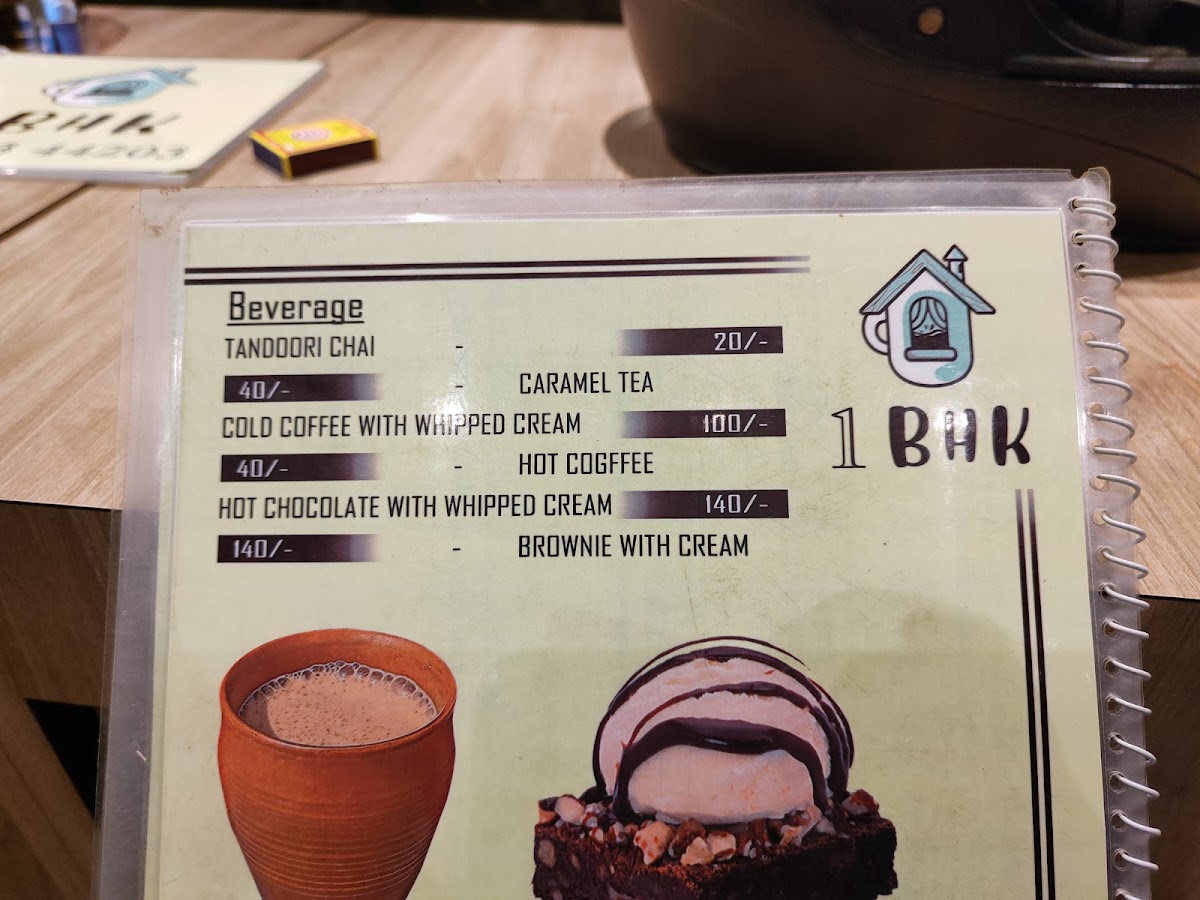 BHK
44203
Beverage
TANDOORI CHAI - 20/-
40/- - CARAMEL TEA
COLD COFFEE WITH WHIPPED CREAM 100/-
40/- - HOT COGFFEE
HOT CHOCOLATE WITH WHIPPED CREAM 140/-
140/- - BROWNIE WITH CREAM
1 BHK